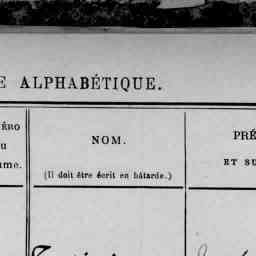 E ALPHABÉTIQUE.
ÉRO
NOM.
PRÉ
U
ET SU
ume.
(Il doit être écrit en bâtarde.)